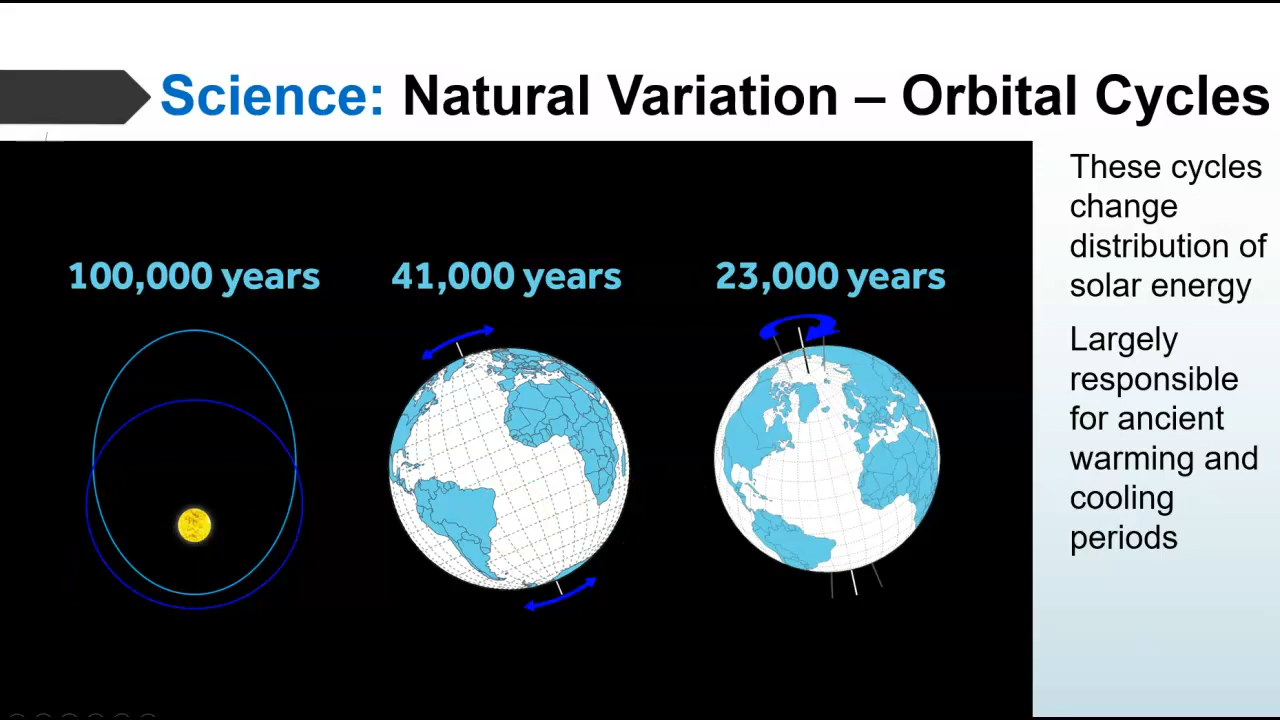 Science: Natural Variation – Orbital Cycles
100,000 years
41,000 years
23,000 years
These cycles
change
distribution of
solar energy
Largely
responsible
for ancient
warming and
cooling
periods